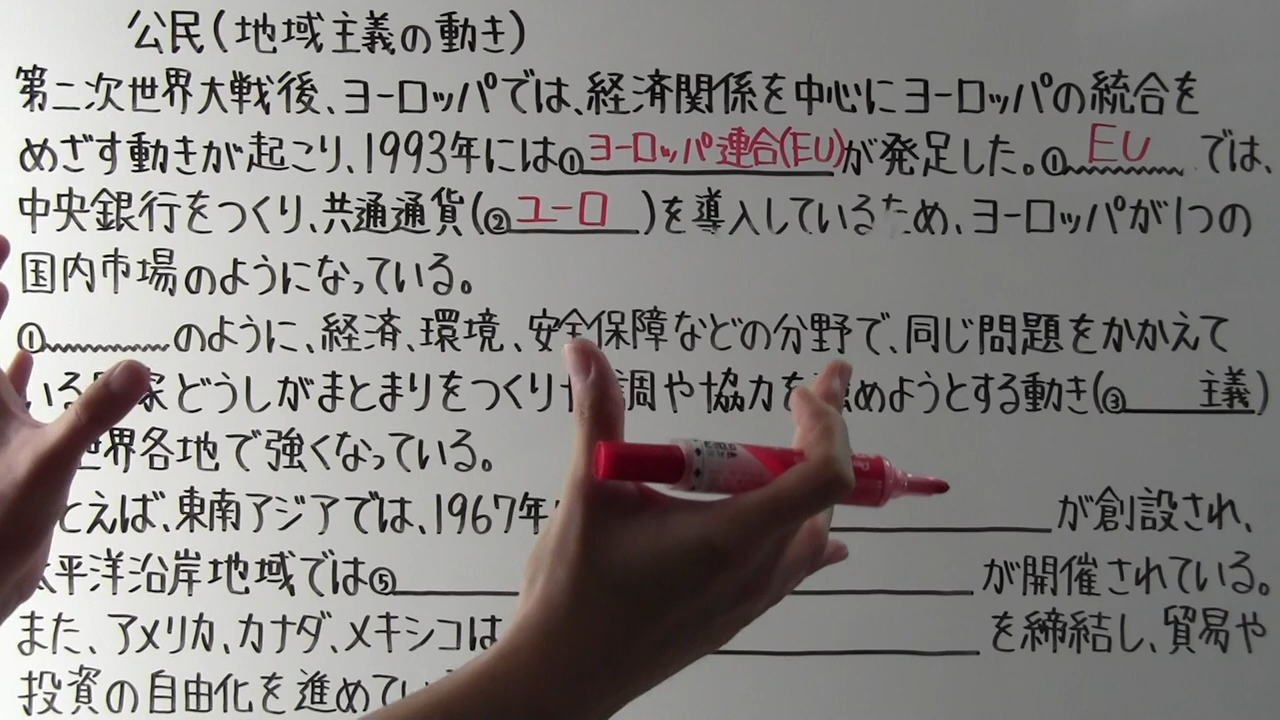 公民(地域主義の動き)
第二次世界大戦後、ヨーロッパでは、経済関係を中心にヨーロッパの統合を
めざす動きが起こり、1993年には①ヨーロッパ連合(EU)が発足した。①EUでは、
中央銀行をつくり、共通通貨(②ユーロ)を導入しているため、ヨーロッパが1つの
国内市場のようになっている。
①のように、経済、環境、安全保障などの分野で、同じ問題をかかえて
いる家どうしがまとまりをつくり調や協力をめようとする動き(③主義)
世界各地で強くなっている。
とえば、東南アジアでは、1967年が創設され、
平洋沿岸地域では⑤が開催されている。
また、アメリカ、カナダ、メキシコはを締結し、貿易や
投資の自由化を進めてい